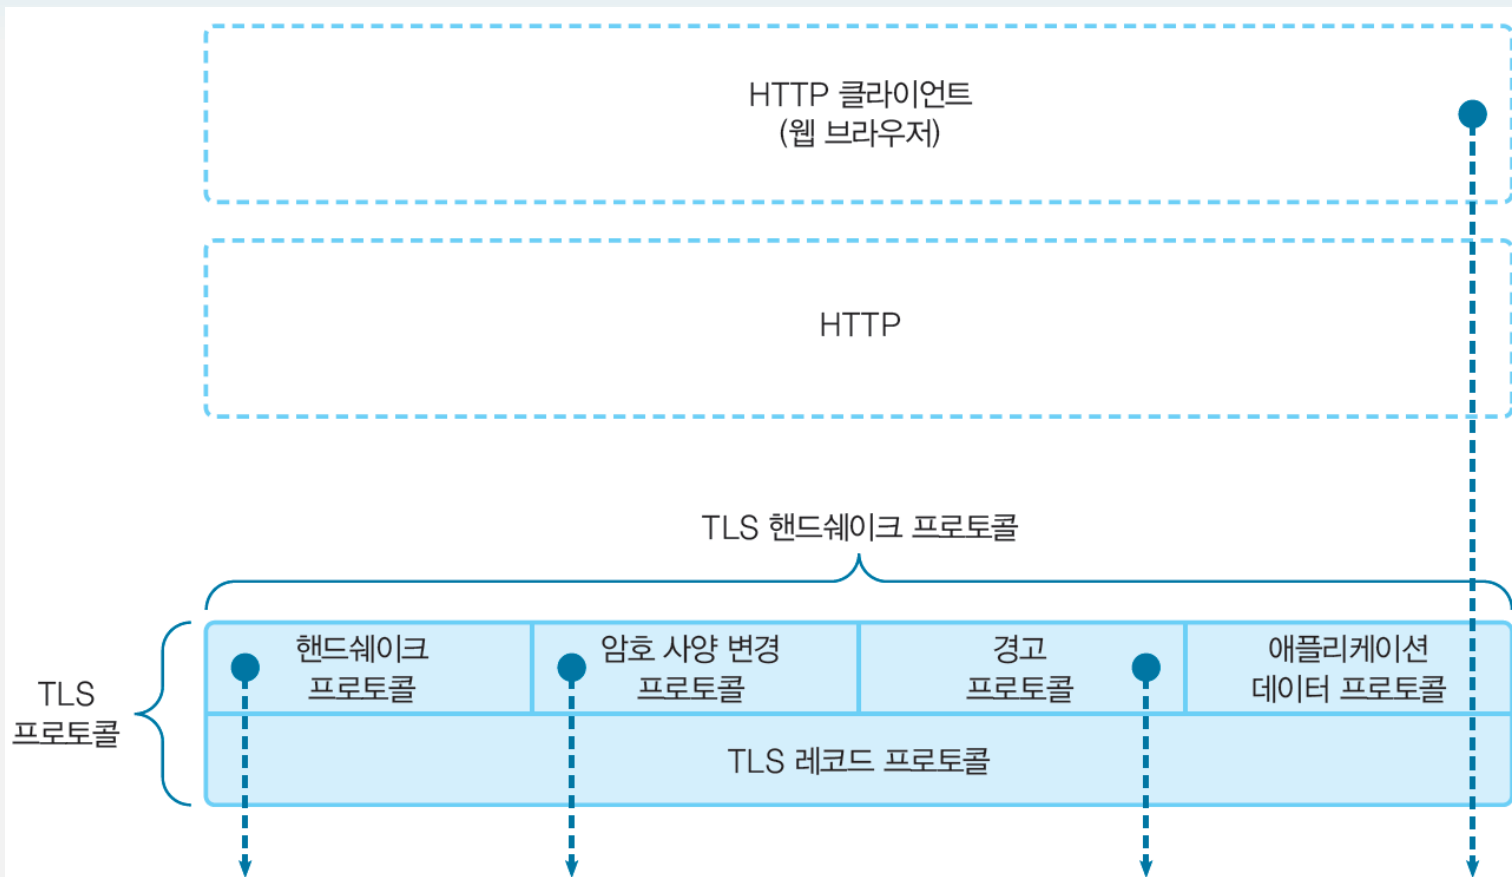 HTTP 클라이언트
(웹 브라우저)
HTTP
TLS 핸드쉐이크 프로토콜
TLS
프로토콜
핸드쉐이크
프로토콜
암호 사양 변경
프로토콜
경고
프로토콜
애플리케이션
데이터 프로토콜
TLS 레코드 프로토콜